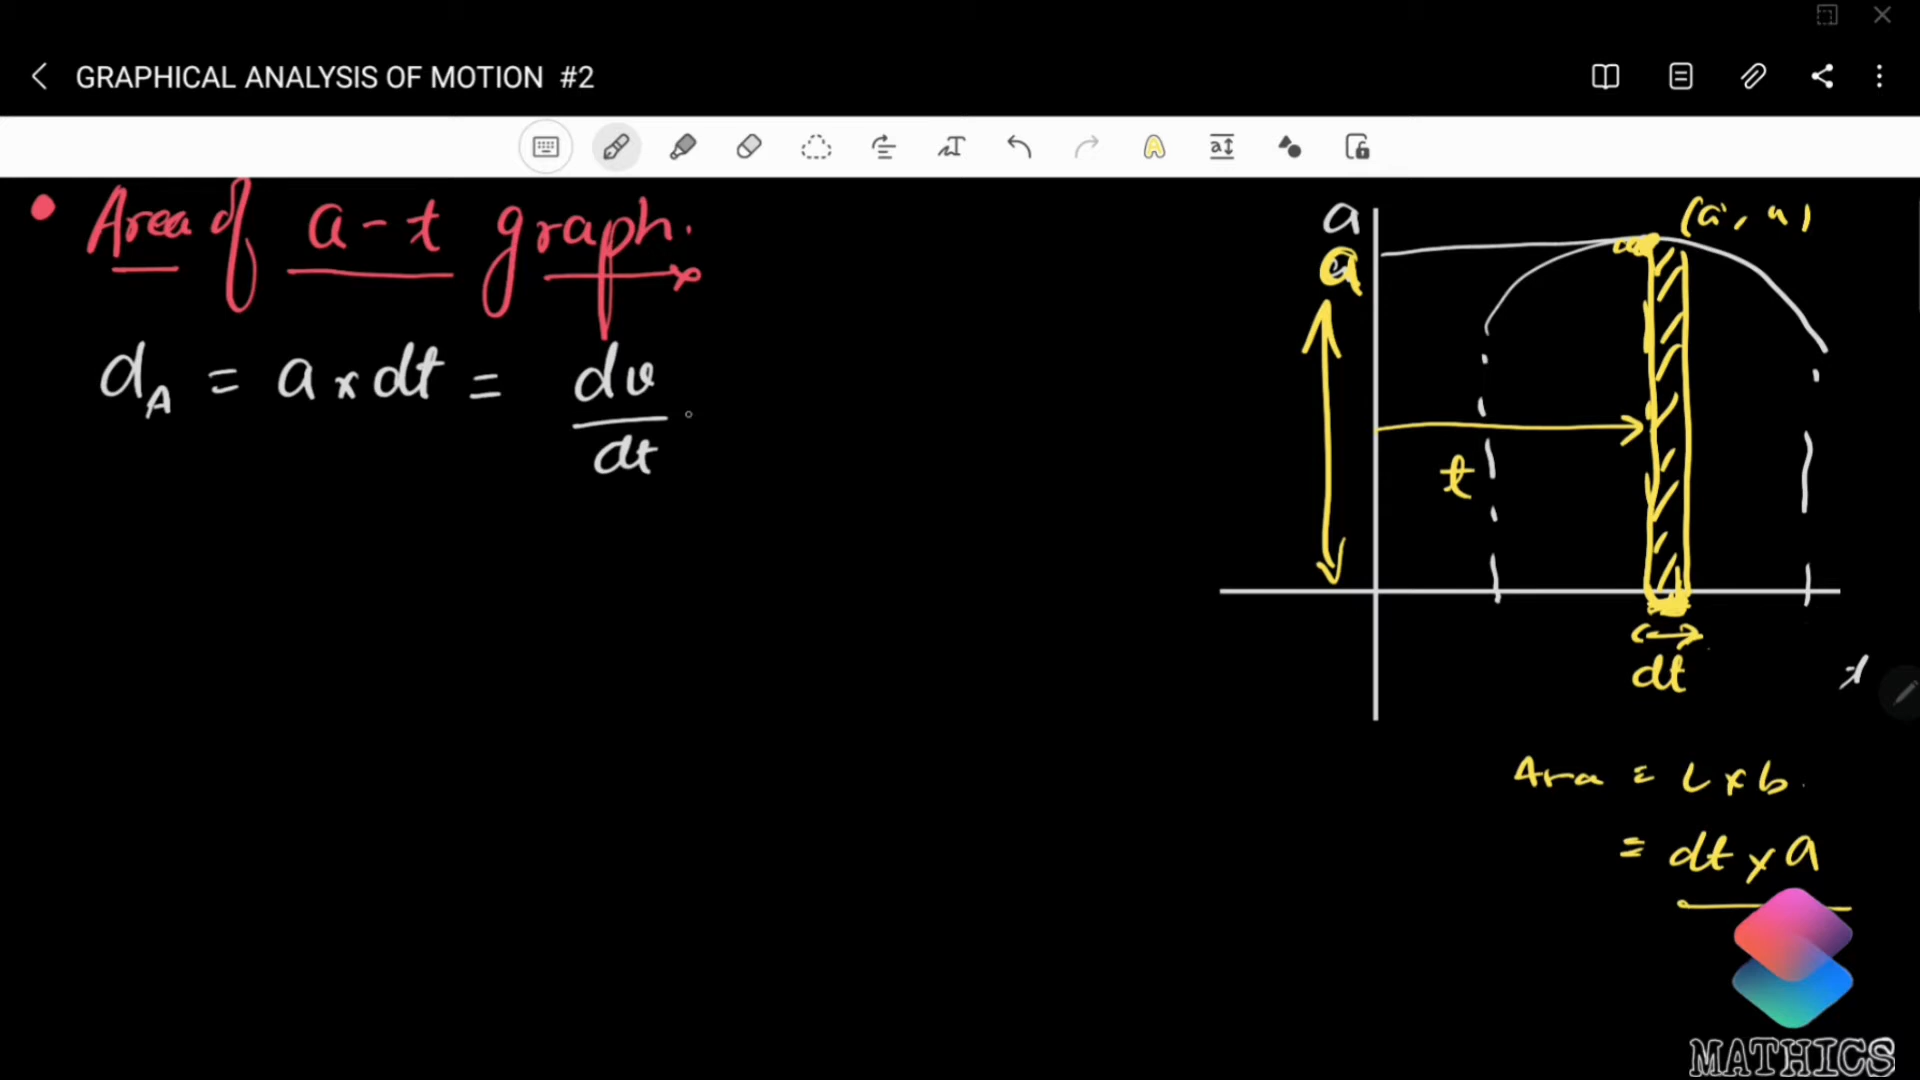 GRAPHICAL ANALYSIS OF MOTION #2
• Area of a-t graph.
dA = a x dt = dv/dt
a
a
t
dt
Area = L x b.
= dt x a
MATHICS